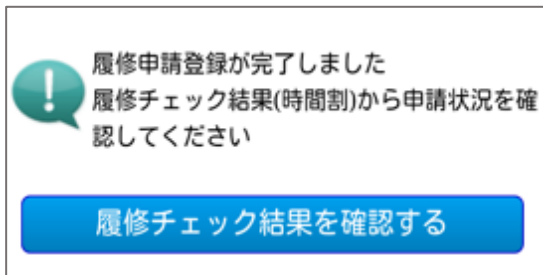 履修申請登録が完了しました
履修チェック結果(時間割)から申請状況を確
認してください
履修チェック結果を確認する